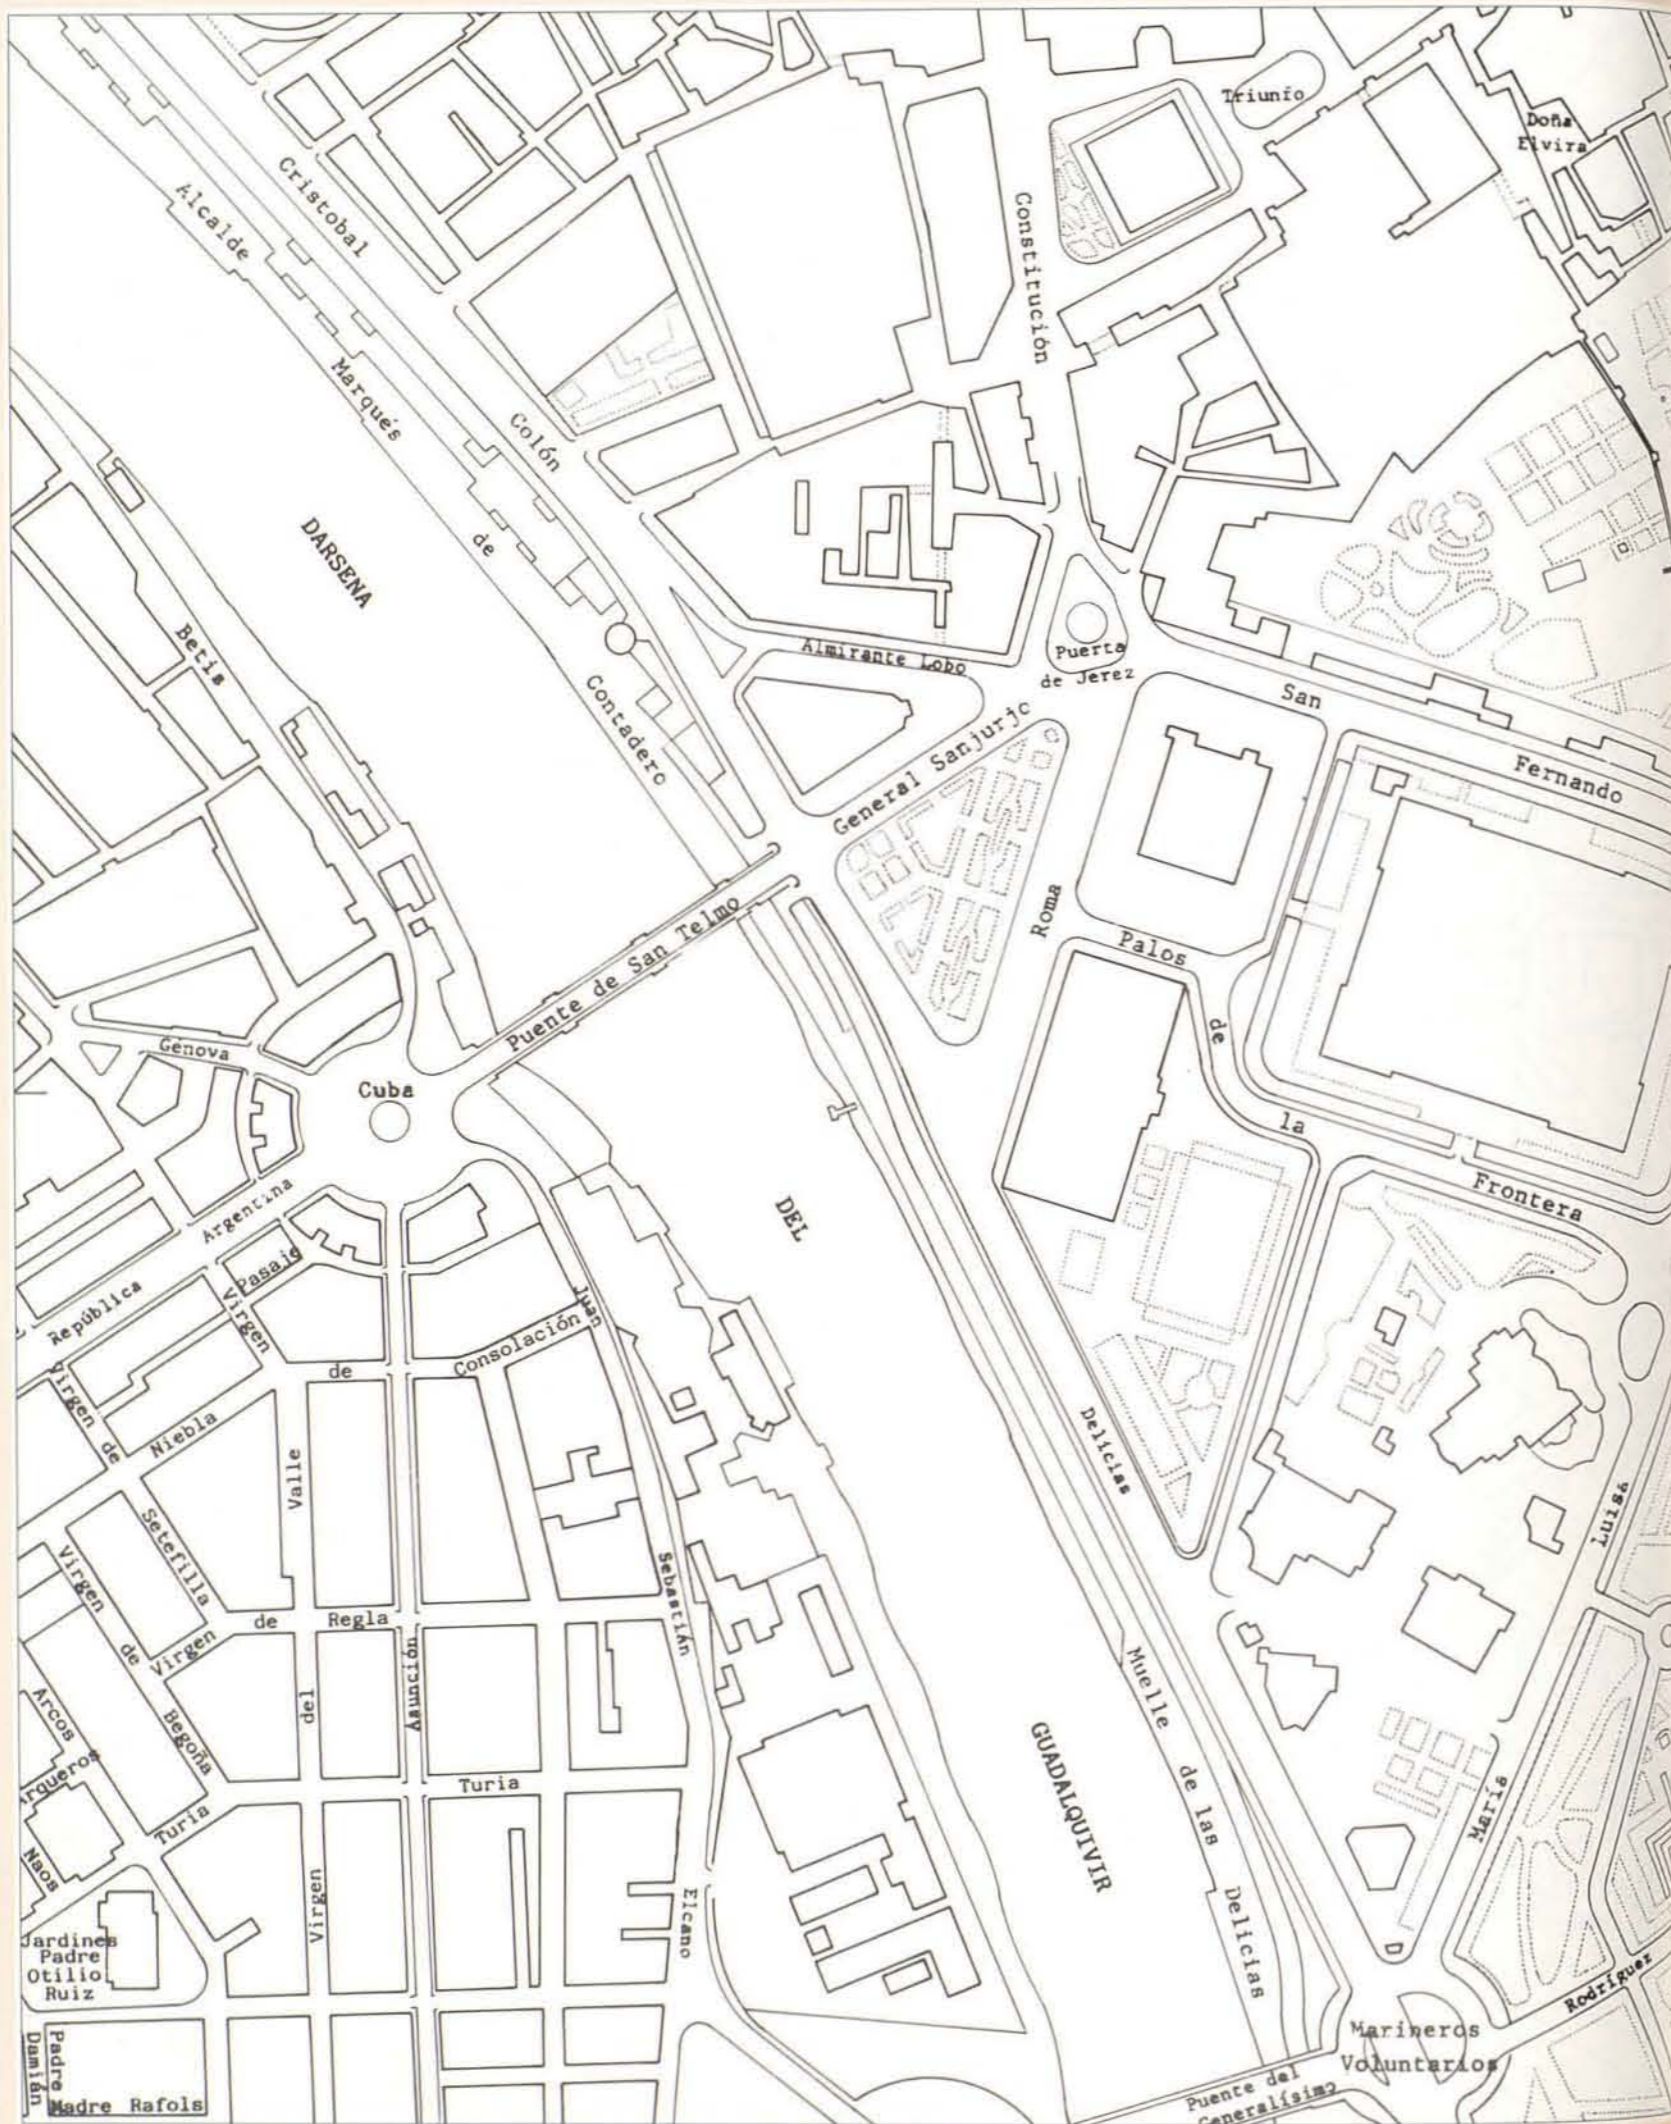 Triunfo
Doña
Elvira
Cristobal
Alcalde
Constitución
Marqués
Colón
de
DARSENA
Betis
Almirante Lobo
Puerta
de Jerez
Contadero
San
General Sanjurjo
Fernando
Roma
Palos
Puente de San Telmo
de
Génova
Cuba
la
Frontera
Argentina
DEL
Pasaje
República
Virgen
Juan
Consolación
de
Virgen de
Niebla
Delicias
Valle
Luisa
Setefilla
Virgen
de
Sebastián
de
Regla
Virgen
Asunción
Muelle
de
las
Delicias
Arcos
del
Begoña
GUADALQUIVIR
Turia
María
Turia
Naos
Virgen
Elcano
Jardines
Padre
Otilio
Ruiz
Rodríguez
Marineros
Voluntarios
Padre
Damián
Madre Rafols
Puente del
Generalísimo